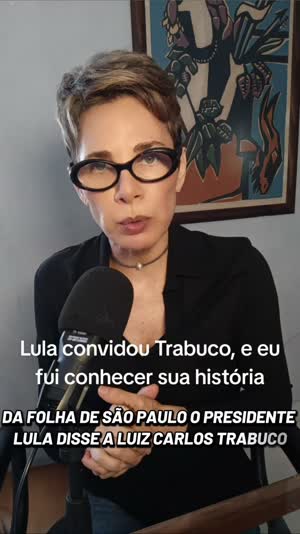 Lula convidou Trabuco, e eu
fui conhecer sua história
DA FOLHA DE SÃO PAULO O PRESIDENTE
LULA DISSE A LUIZ CARLOS TRABUCO